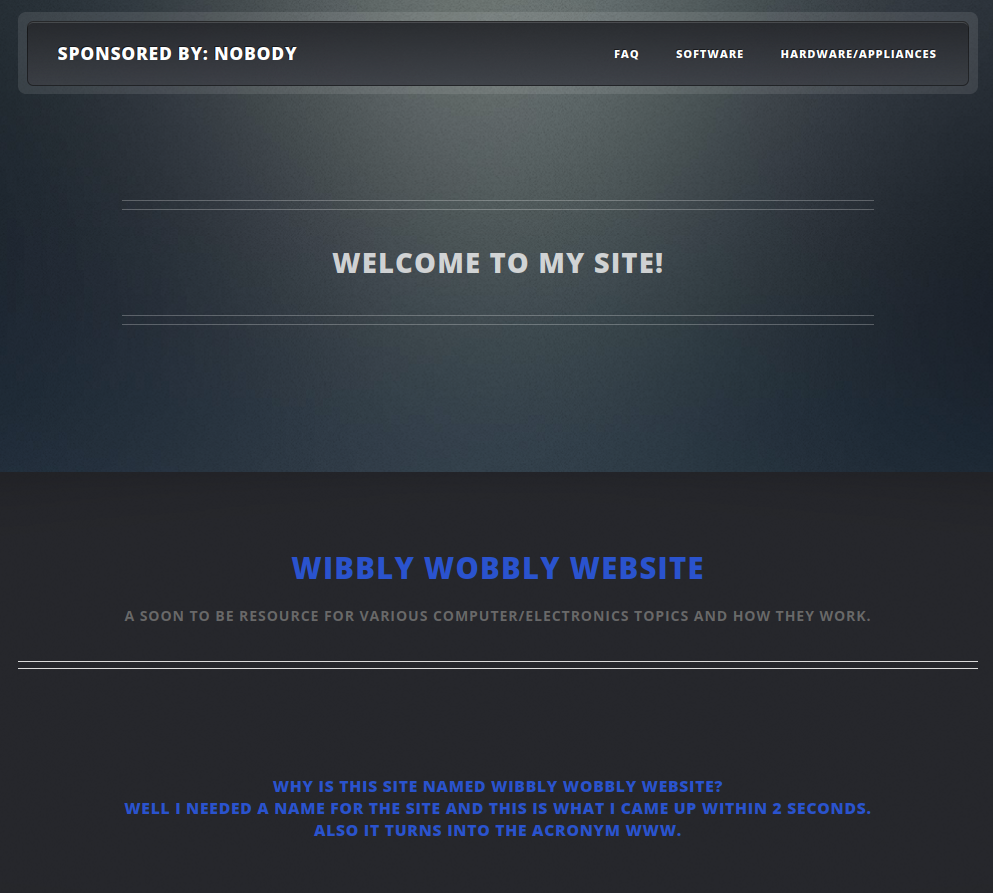 SPONSORED BY: NOBODY
FAQ SOFTWARE HARDWARE/APPLIANCES
WELCOME TO MY SITE!
WIBBLY WOBBLY WEBSITE
A SOON TO BE RESOURCE FOR VARIOUS COMPUTER/ELECTRONICS TOPICS AND HOW THEY WORK.
WHY IS THIS SITE NAMED WIBBLY WOBBLY WEBSITE?
WELL I NEEDED A NAME FOR THE SITE AND THIS IS WHAT I CAME UP WITHIN 2 SECONDS.
ALSO IT TURNS INTO THE ACRONYM WWW.